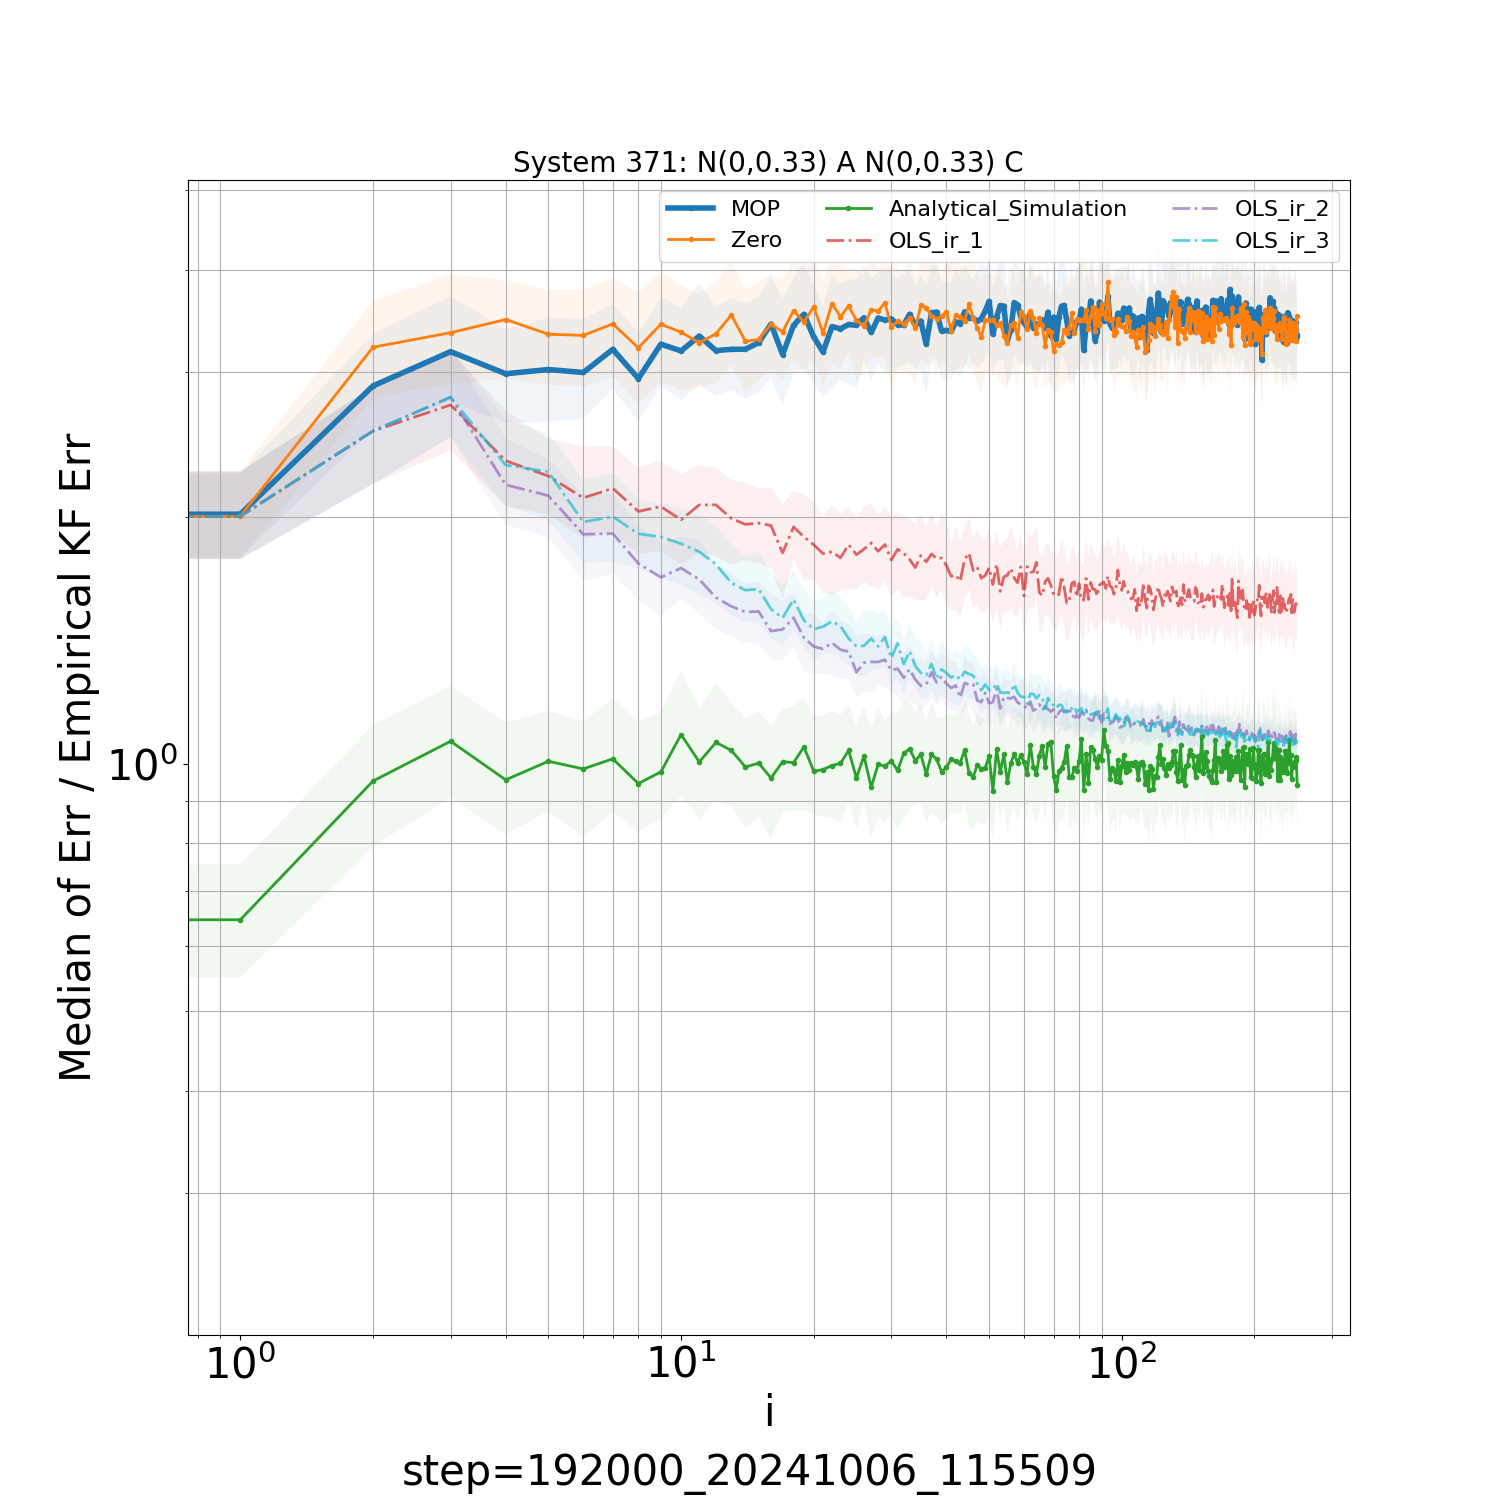 System 371: N(0,0.33) A N(0,0.33) C
MOP
Zero
Analytical_Simulation
OLS_ir_1
OLS_ir_2
OLS_ir_3
Median of Err / Empirical KF Err
10⁰
10⁰
10¹
10²
i
step=192000_20241006_115509